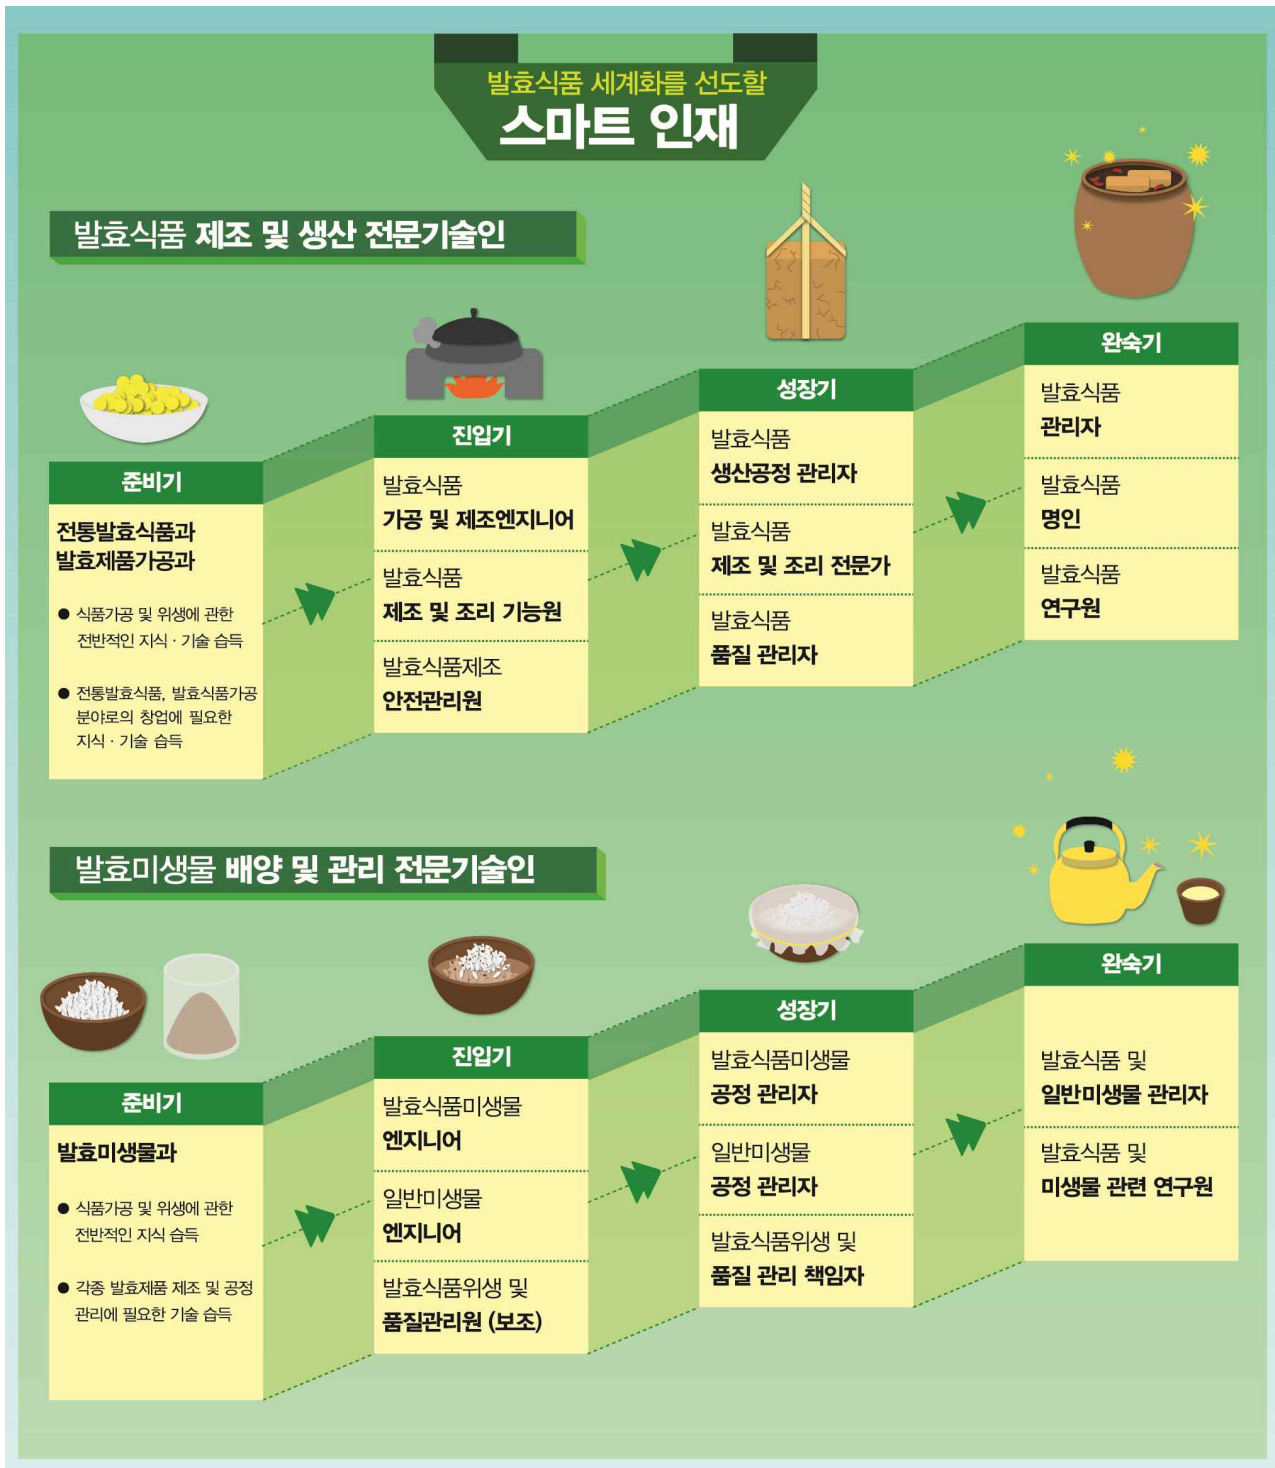 발효식품 세계화를 선도할
스마트 인재
발효식품 제조 및 생산 전문기술인
준비기
전통발효식품과
발효제품가공과
● 식품가공 및 위생에 관한
전반적인 지식 · 기술 습득
● 전통발효식품, 발효식품가공
분야로의 창업에 필요한
지식 · 기술 습득
진입기
발효식품
가공 및 제조엔지니어
발효식품
제조 및 조리 기능원
발효식품제조
안전관리원
성장기
발효식품
생산공정 관리자
발효식품
제조 및 조리 전문가
발효식품
품질 관리자
완숙기
발효식품
관리자
발효식품
명인
발효식품
연구원
발효미생물 배양 및 관리 전문기술인
준비기
발효미생물과
● 식품가공 및 위생에 관한
전반적인 지식 습득
● 각종 발효제품 제조 및 공정
관리에 필요한 기술 습득
진입기
발효식품미생물
엔지니어
일반미생물
엔지니어
발효식품위생 및
품질관리원 (보조)
성장기
발효식품미생물
공정 관리자
일반미생물
공정 관리자
발효식품위생 및
품질 관리 책임자
완숙기
발효식품 및
일반미생물 관리자
발효식품 및
미생물 관련 연구원